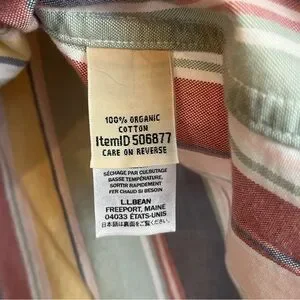 100% ORGANIC
COTTON
ItemID 506877
CARE ON REVERSE
SÉCHAGE PAR CULBUTAGE
BASSE TEMPÉRATURE,
SORTIR RAPIDEMENT
FER CHAUD SI BESOIN
L.L.BEAN
FREEPORT, MAINE
04033 ÉTATS-UNIS
日本語は裏面をご覧ください